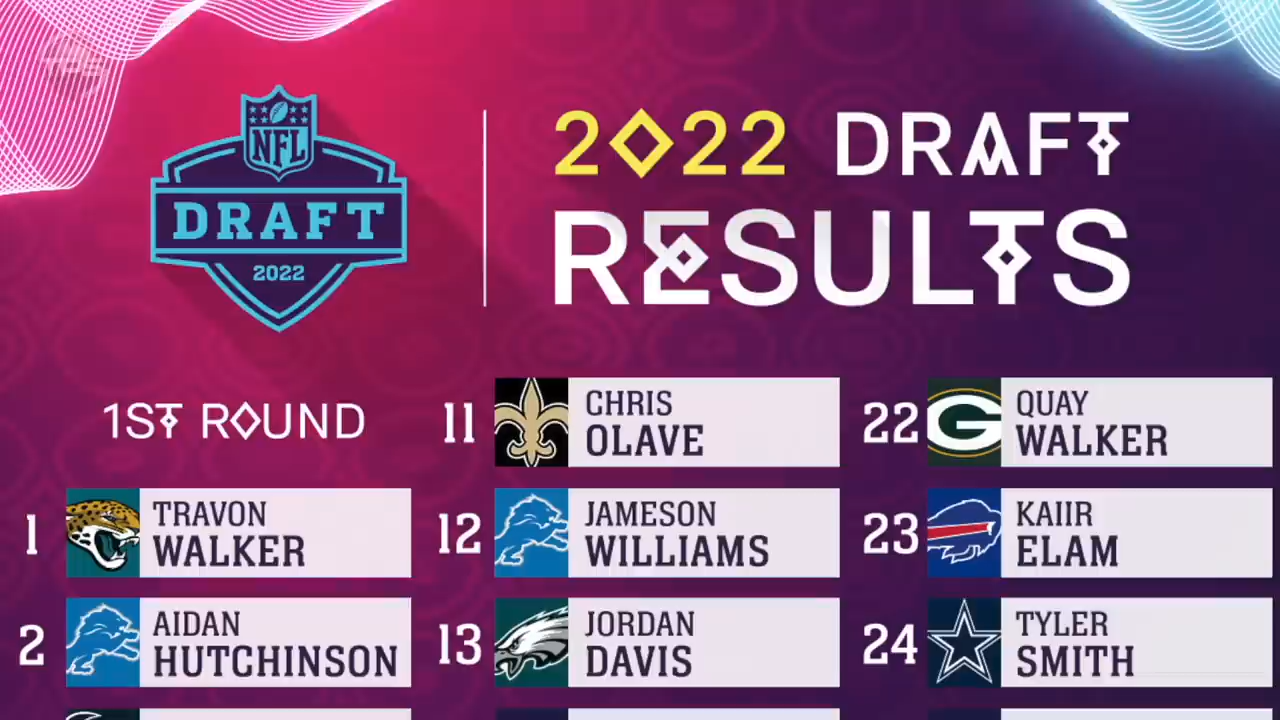 NFL
DRAFT
2022
2022 DRAFT
RESULTS
1ST ROUND
1
TRAVON
WALKER
2
AIDAN
HUTCHINSON
11
CHRIS
OLAVE
12
JAMESON
WILLIAMS
13
JORDAN
DAVIS
22
G
QUAY
WALKER
23
KAIIR
ELAM
24
TYLER
SMITH